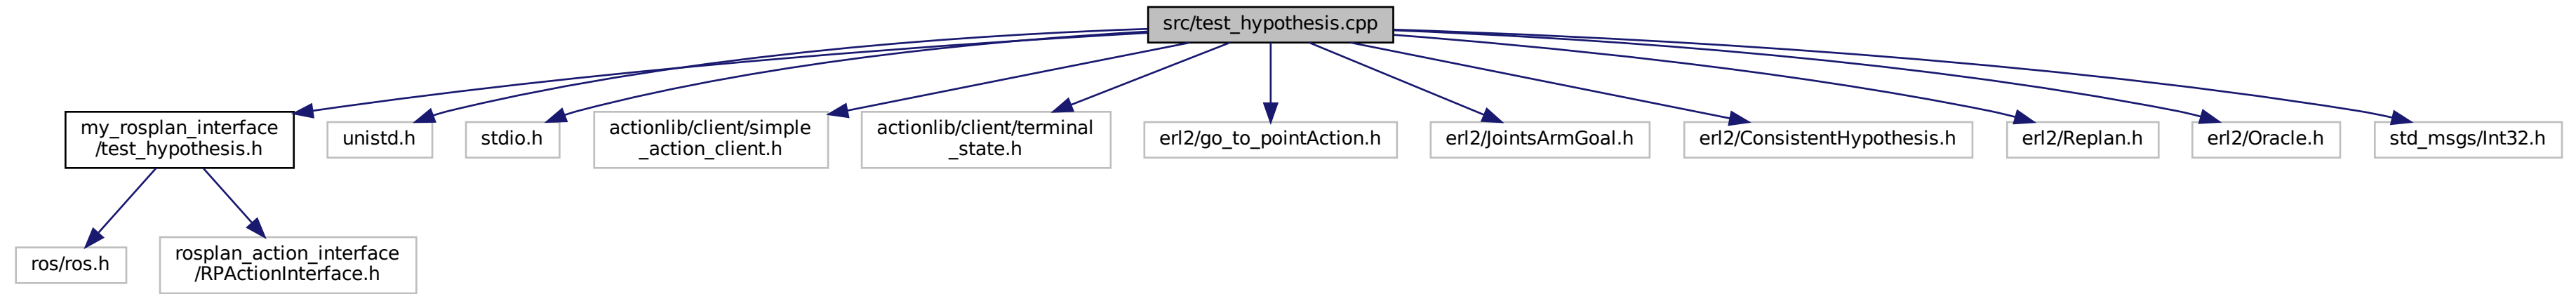 src/test_hypothesis.cpp
my_rosplan_interface
/test_hypothesis.h
unistd.h
stdio.h
actionlib/client/simple
_action_client.h
actionlib/client/terminal
_state.h
erl2/go_to_pointAction.h
erl2/JointsArmGoal.h
erl2/ConsistentHypothesis.h
erl2/Replan.h
erl2/Oracle.h
std_msgs/Int32.h
ros/ros.h
rosplan_action_interface
/RPActionInterface.h